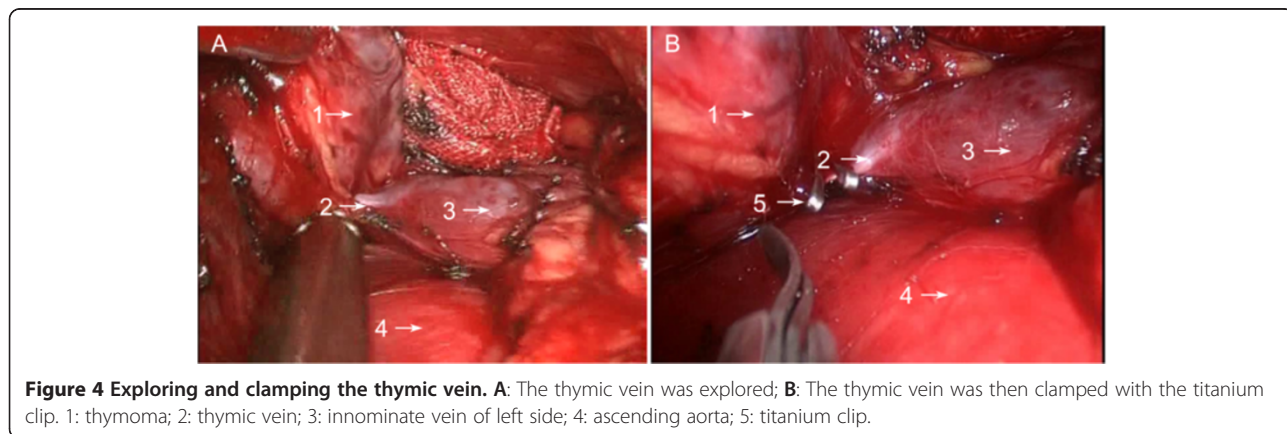 A
1
2
3
4
B
1
2
3
5
4
Figure 4 Exploring and clamping the thymic vein. A: The thymic vein was explored; B: The thymic vein was then clamped with the titanium
clip. 1: thymoma; 2: thymic vein; 3: innominate vein of left side; 4: ascending aorta; 5: titanium clip.